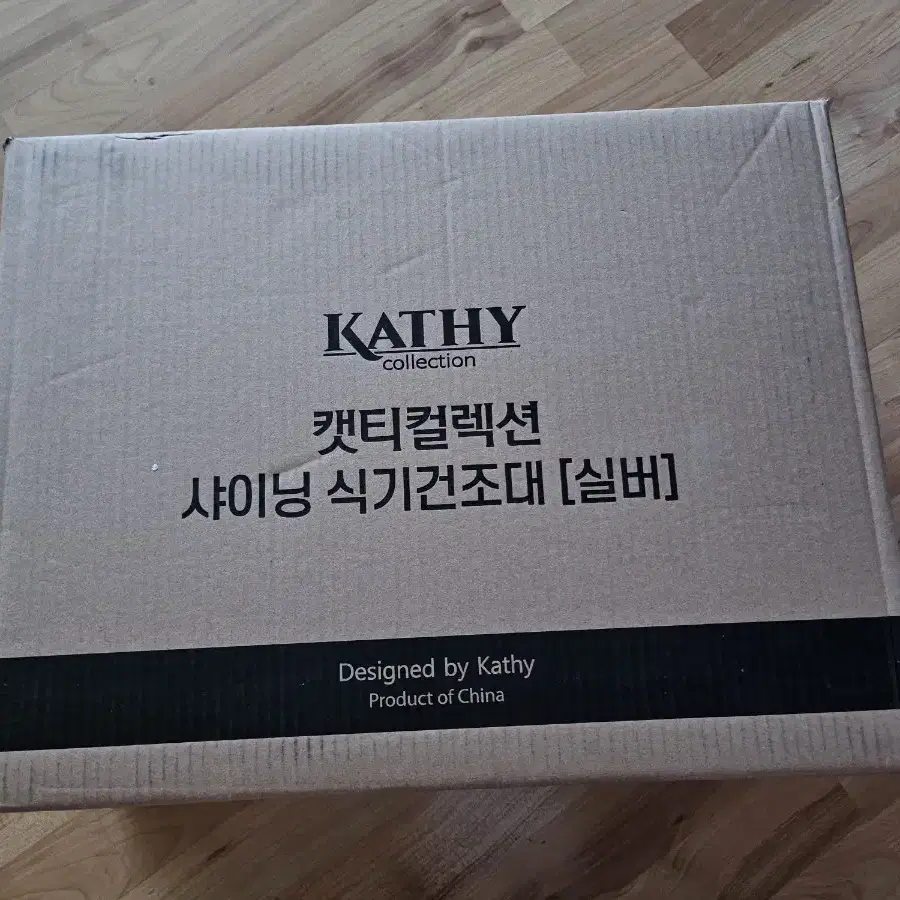 KATHY
collection
캣티컬렉션
샤이닝 식기건조대 [실버]
Designed by Kathy
Product of China